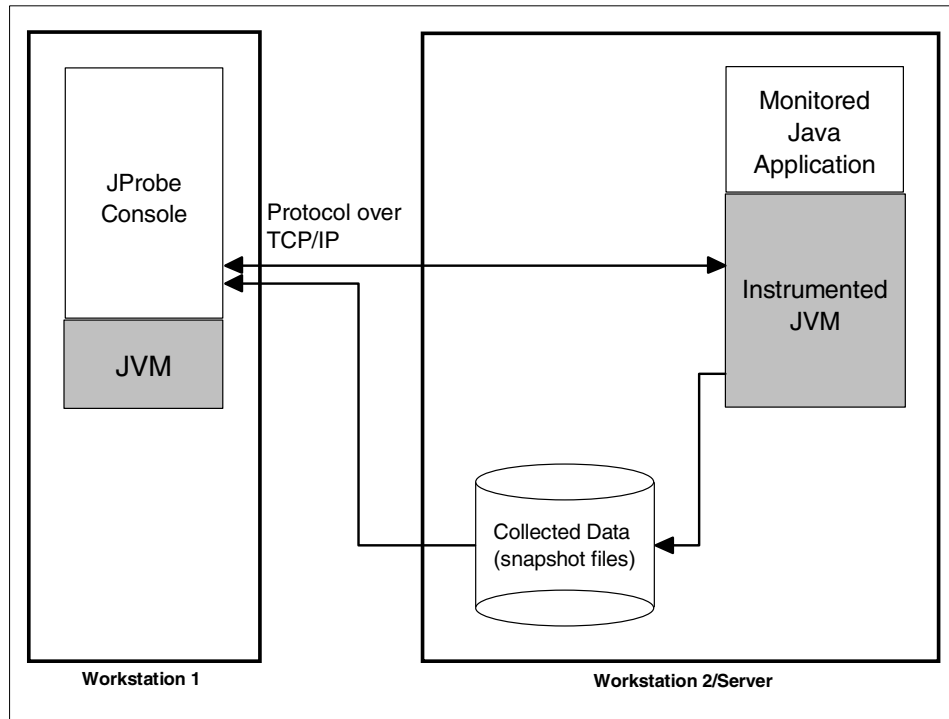 JProbe
Console
JVM
Protocol over
TCP/IP
Monitored
Java
Application
Instrumented
JVM
Collected Data
(snapshot files)
Workstation 1
Workstation 2/Server